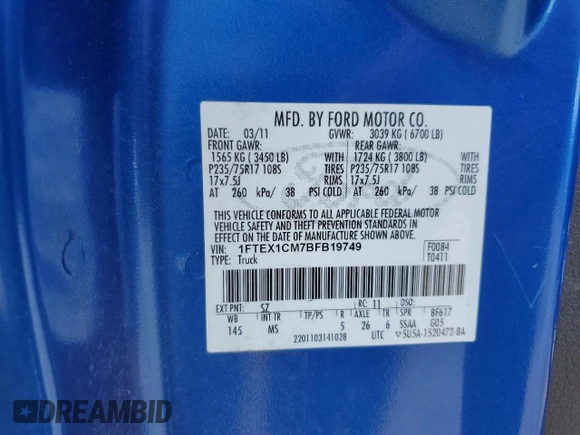 MFD. BY FORD MOTOR CO.
DATE: 03/11 GVWR: 3039 KG ( 6700 LB)
FRONT GAWR: REAR GAWR:
1565 KG ( 3450 LB) WITH 1724 KG ( 3800 LB) WITH
P235/75R17 108S TIRES P235/75R17 108S TIRES
17x7.5J RIMS 17x7.5J RIMS
AT 260 kPa/ 38 PSI COLD AT 260 kPa/ 38 PSI COLD
THIS VEHICLE CONFORMS TO ALL APPLICABLE FEDERAL MOTOR
VEHICLE SAFETY AND THEFT PREVENTION STANDARDS IN
EFFECT ON THE DATE OF MANUFACTURE SHOWN ABOVE.
VIN: 1FTEX1CM7BFB19749 F0084
TYPE: Truck T0411
EXT PNT: SZ RC: 11 DSO:
WB INT TR TP/PS R AXLE TR SPR BF617
145 MS 5 26 6 SSAA G05
2201103141028 UTC ▽5U5A-1520472-BA
DREAMBID